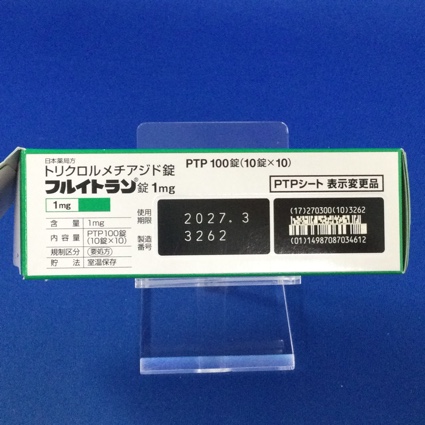 日本薬局方
トリクロルメチアジド錠
フルイトラン®錠 1mg
PTP 100錠(10錠×10)
1mg
含量 1mg
内容量 PTP100錠
(10錠×10)
規制区分 (要処方)
貯法 室温保存
使用期限 2027.3
製造番号 3262
PTPシート 表示変更品
(17)270300(10)3262
(01)14987087034612